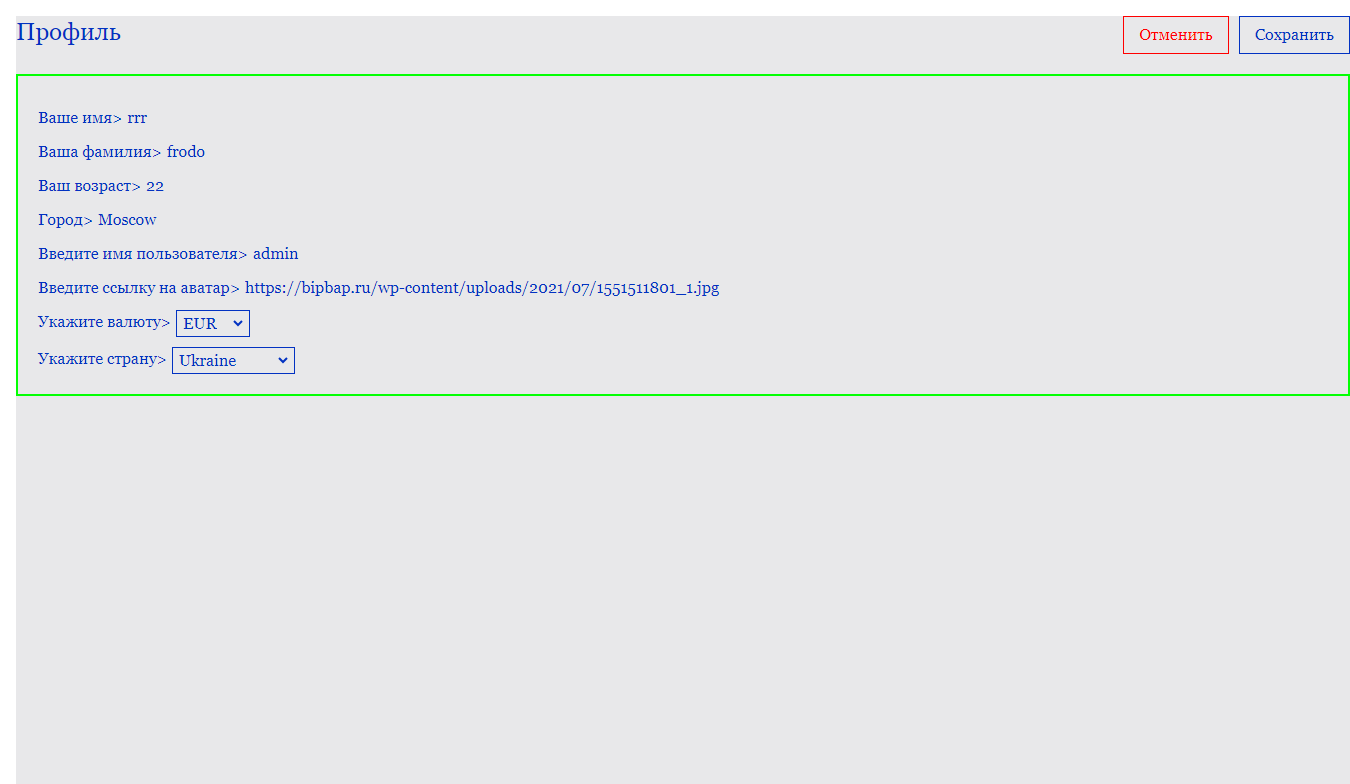 Профиль
Отменить
Сохранить
Ваше имя> rrr
Ваша фамилия> frodo
Ваш возраст> 22
Город> Moscow
Введите имя пользователя> admin
Введите ссылку на аватар> https://bipbap.ru/wp-content/uploads/2021/07/1551511801_1.jpg
Укажите валюту> EUR
Укажите страну> Ukraine